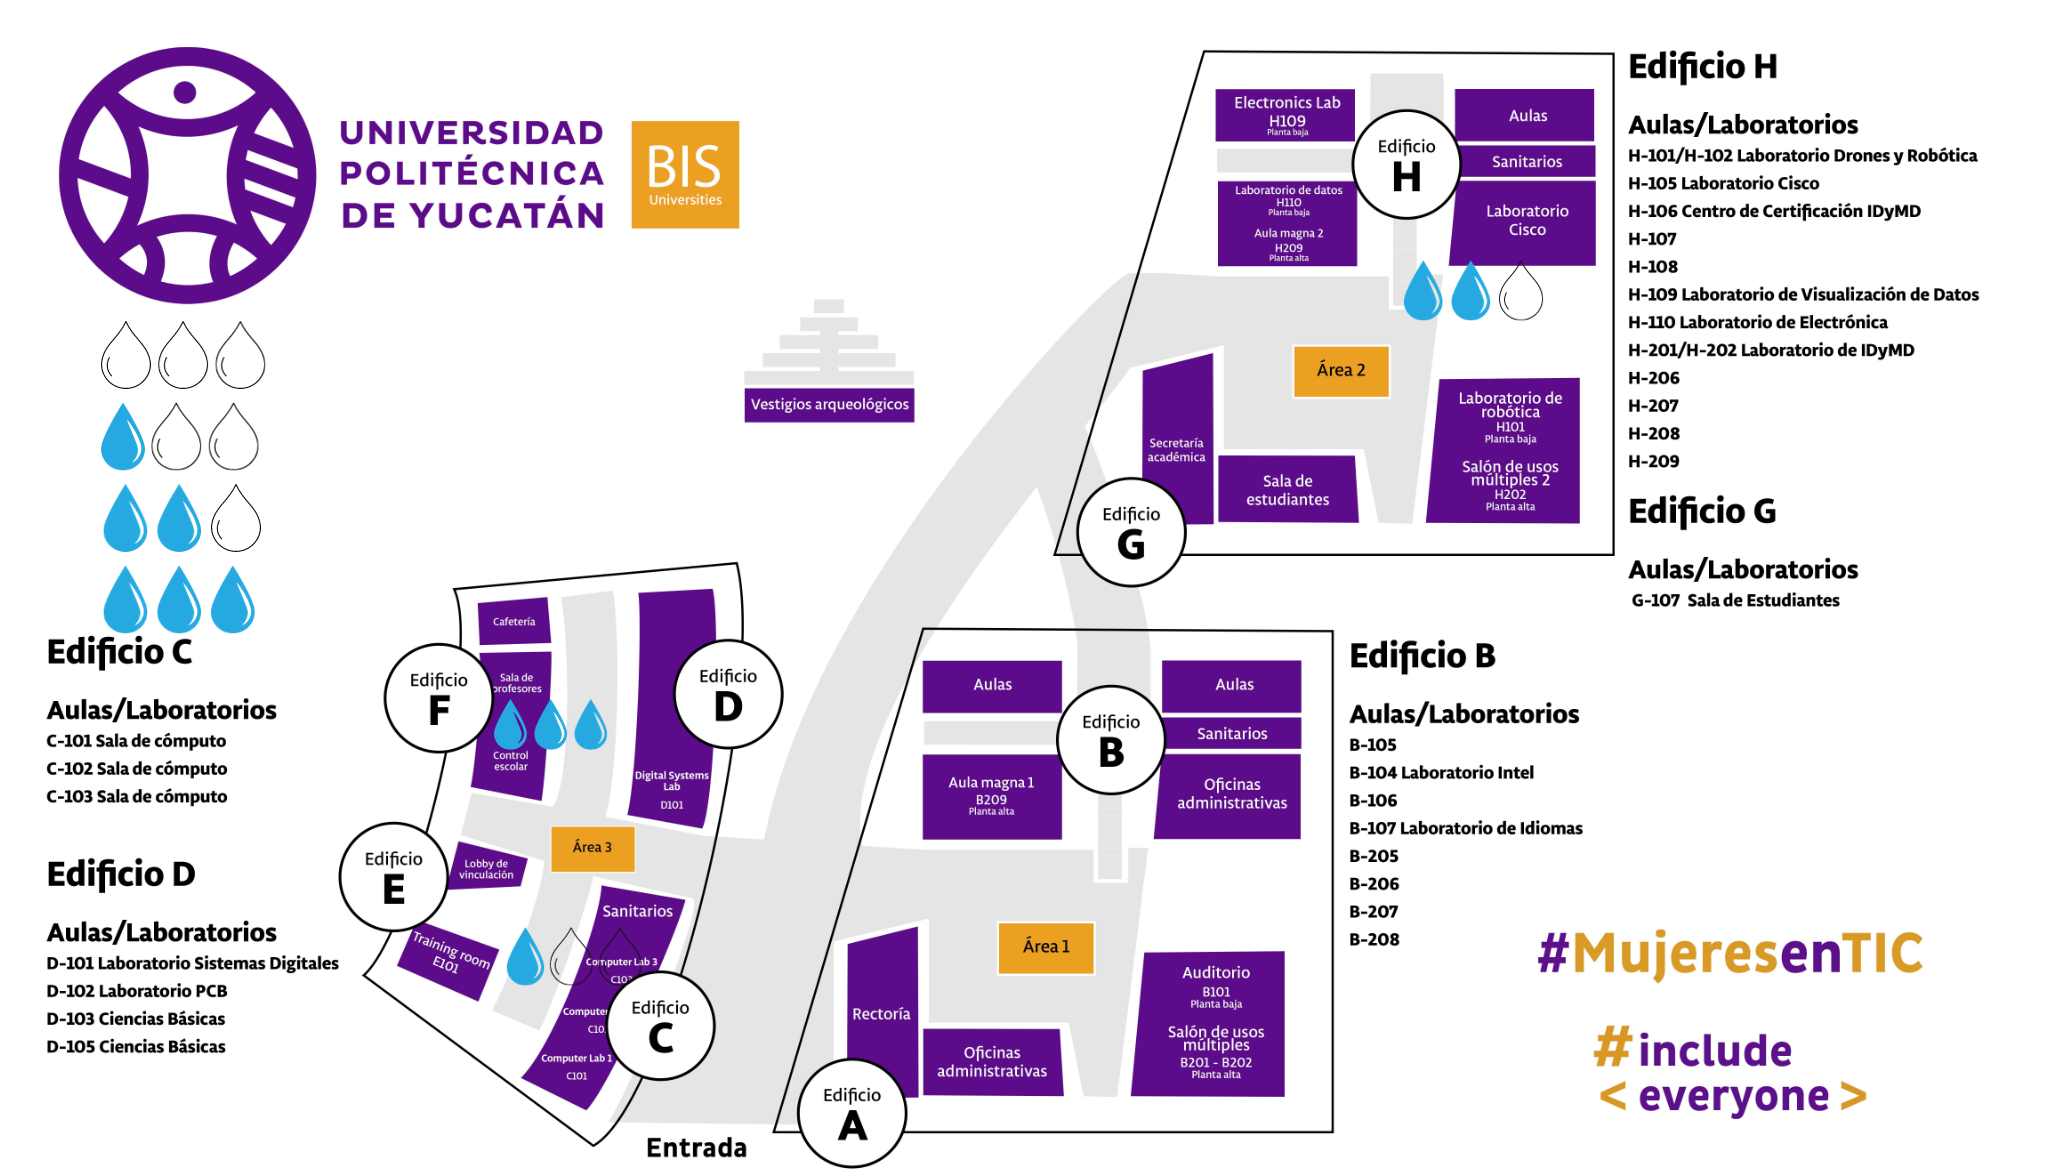 UNIVERSIDAD
POLITÉCNICA
DE YUCATÁN
BIS
Universities
Edificio C
Aulas/Laboratorios
C-101 Sala de cómputo
C-102 Sala de cómputo
C-103 Sala de cómputo
Edificio D
Aulas/Laboratorios
D-101 Laboratorio Sistemas Digitales
D-102 Laboratorio PCB
D-103 Ciencias Básicas
D-105 Ciencias Básicas
Vestigios arqueológicos
Cafetería
Sala de
profesores
Control
escolar
Edificio
F
Edificio
D
Digital Systems
Lab
D101
Área 3
Edificio
E
Lobby de
vinculación
Training room
E101
Sanitarios
Computer Lab 3
Computer
Computer Lab 1
C101
Edificio
C
Entrada
Electronics Lab
H109
Planta baja
Laboratorio de datos
H110
Planta baja
Aula magna 2
H209
Planta alta
Edificio
H
Aulas
Sanitarios
Laboratorio
Cisco
Área 2
Secretaría
académica
Sala de
estudiantes
Edificio
G
Laboratorio de
robótica
H101
Planta baja
Salón de usos
múltiples 2
H202
Planta alta
Aulas
Aula magna 1
B209
Planta alta
Edificio
B
Aulas
Sanitarios
Oficinas
administrativas
Área 1
Rectoría
Oficinas
administrativas
Edificio
A
Auditorio
B101
Planta baja
Salón de usos
múltiples
B201 - B202
Planta alta
Edificio H
Aulas/Laboratorios
H-101/H-102 Laboratorio Drones y Robótica
H-105 Laboratorio Cisco
H-106 Centro de Certificación IDyMD
H-107
H-108
H-109 Laboratorio de Visualización de Datos
H-110 Laboratorio de Electrónica
H-201/H-202 Laboratorio de IDyMD
H-206
H-207
H-208
H-209
Edificio G
Aulas/Laboratorios
G-107 Sala de Estudiantes
Edificio B
Aulas/Laboratorios
B-105
B-104 Laboratorio Intel
B-106
B-107 Laboratorio de Idiomas
B-205
B-206
B-207
B-208
#MujeresenTIC
#include
< everyone >